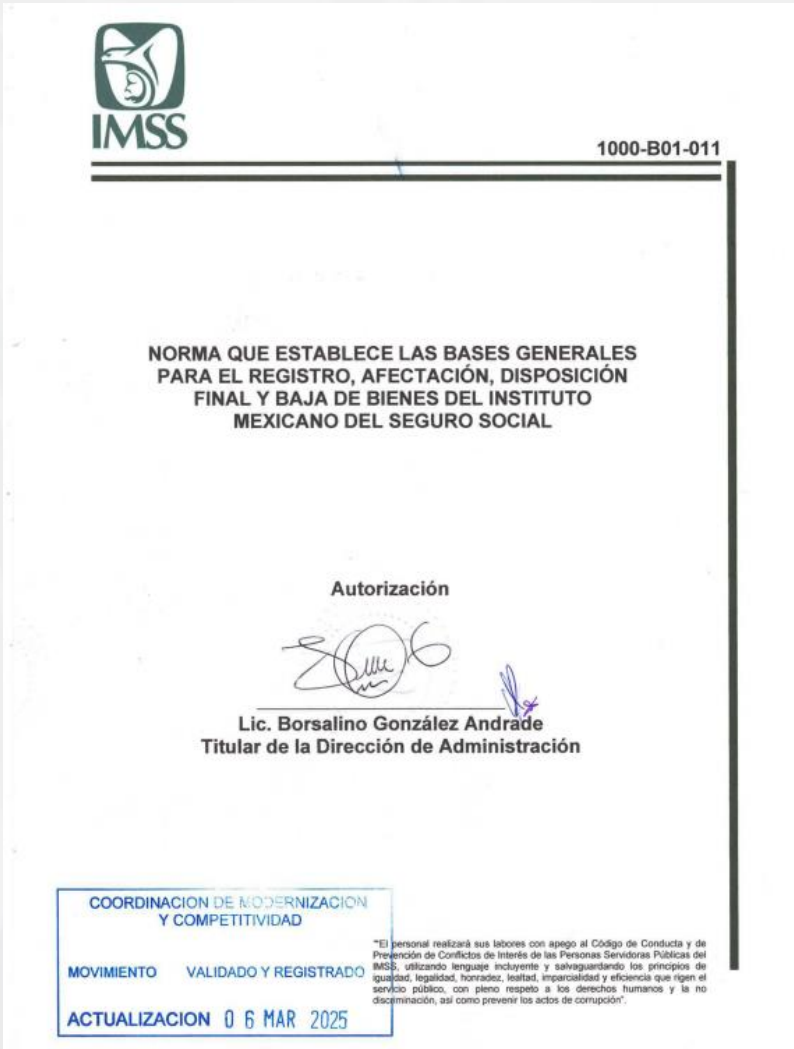 IMSS
1000-B01-011
NORMA QUE ESTABLECE LAS BASES GENERALES
PARA EL REGISTRO, AFECTACIÓN, DISPOSICIÓN
FINAL Y BAJA DE BIENES DEL INSTITUTO
MEXICANO DEL SEGURO SOCIAL
Autorización
Lic. Borsalino González Andrade
Titular de la Dirección de Administración
COORDINACION DE MODERNIZACION
Y COMPETITIVIDAD
MOVIMIENTO VALIDADO Y REGISTRADO
ACTUALIZACION 0 6 MAR 2025
"El personal realizará sus labores con apego al Código de Conducta y de
Prevención de Conflictos de Interés de las Personas Servidoras Públicas del
IMSS, utilizando lenguaje incluyente y salvaguardando los principios de
igualdad, legalidad, honradez, lealtad, imparcialidad y eficiencia que rigen el
servicio público, con pleno respeto a los derechos humanos y la no
discriminación, así como prevenir los actos de corrupción".